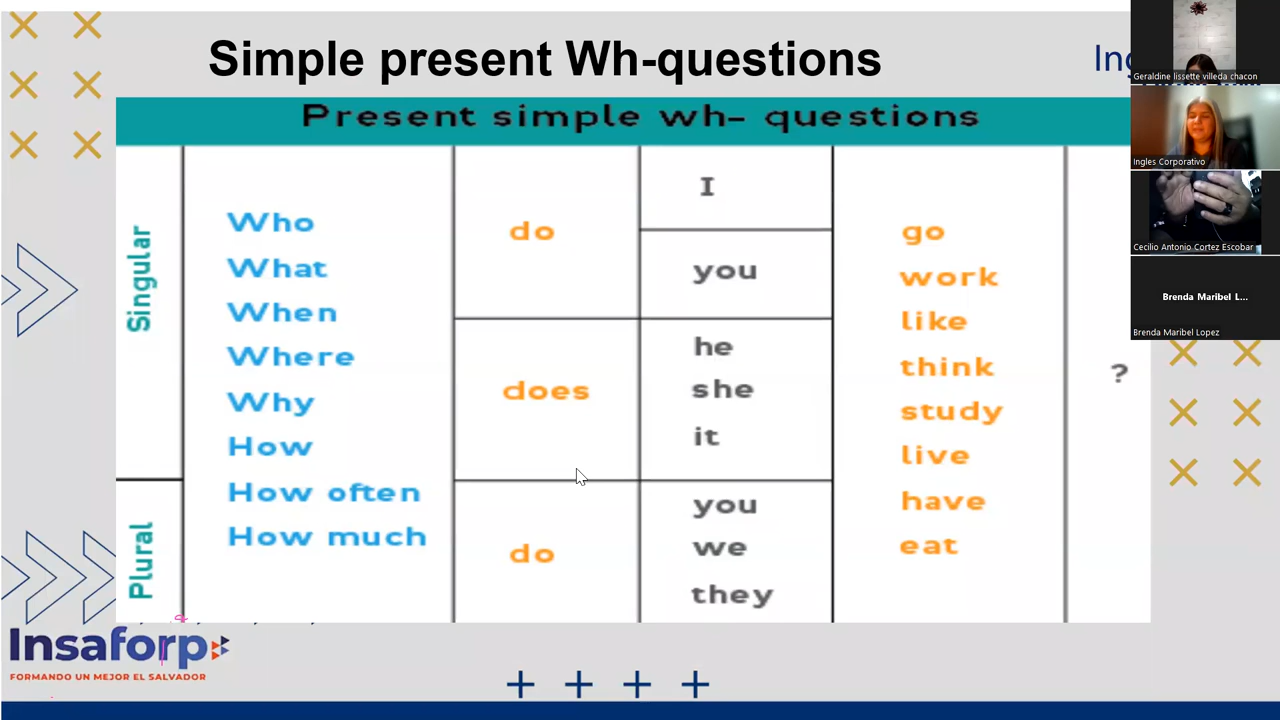 Simple present Wh-questions
Present simple wh- questions
Singular
Who
What
When
Where
Why
How
How often
How much
do
I
you
does
he
she
it
Plural
do
you
we
they
go
work
like
think
study
live
have
eat
?
Insaforp
FORMANDO UN MEJOR EL SALVADOR
Geraldine lissette villeda chacon
Ingles Corporativo
Cecilio Antonio Cortez Escobar
Brenda Maribel L...
Brenda Maribel Lopez